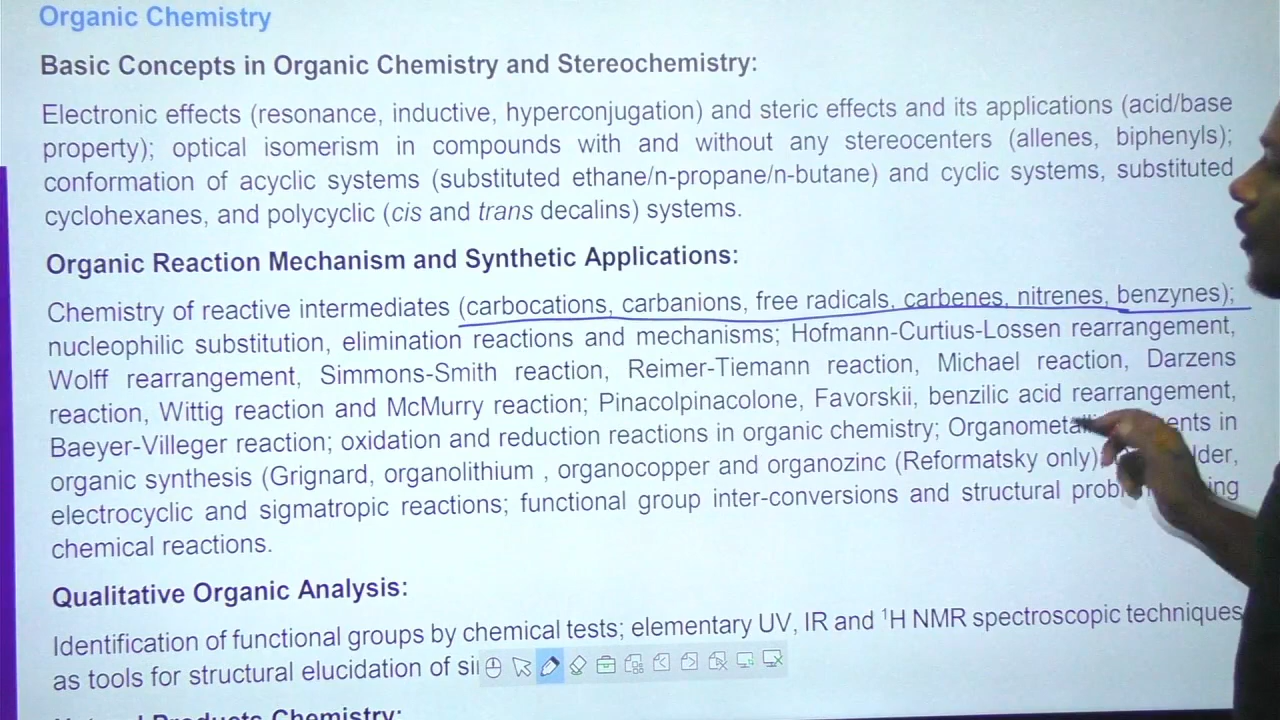 Organic Chemistry
Basic Concepts in Organic Chemistry and Stereochemistry:
Electronic effects (resonance, inductive, hyperconjugation) and steric effects and its applications (acid/base
property); optical isomerism in compounds with and without any stereocenters (allenes, biphenyls);
conformation of acyclic systems (substituted ethane/n-propane/n-butane) and cyclic systems, substituted
cyclohexanes, and polycyclic (cis and trans decalins) systems.
Organic Reaction Mechanism and Synthetic Applications:
Chemistry of reactive intermediates (carbocations, carbanions, free radicals, carbenes, nitrenes, benzynes);
nucleophilic substitution, elimination reactions and mechanisms; Hofmann-Curtius-Lossen rearrangement,
Wolff rearrangement, Simmons-Smith reaction, Reimer-Tiemann reaction, Michael reaction, Darzens
reaction, Wittig reaction and McMurry reaction; Pinacolpinacolone, Favorskii, benzilic acid rearrangement,
Baeyer-Villeger reaction; oxidation and reduction reactions in organic chemistry; in
organic synthesis (Grignard, organolithium , organocopper and organozinc (Reformatsky only)
electrocyclic and sigmatropic reactions; functional group inter-conversions and structural
chemical reactions.
Qualitative Organic Analysis:
Identification of functional groups by chemical tests; elementary UV, IR and ¹H NMR spectroscopic techniques
as tools for structural elucidation of
Products Chemistry: